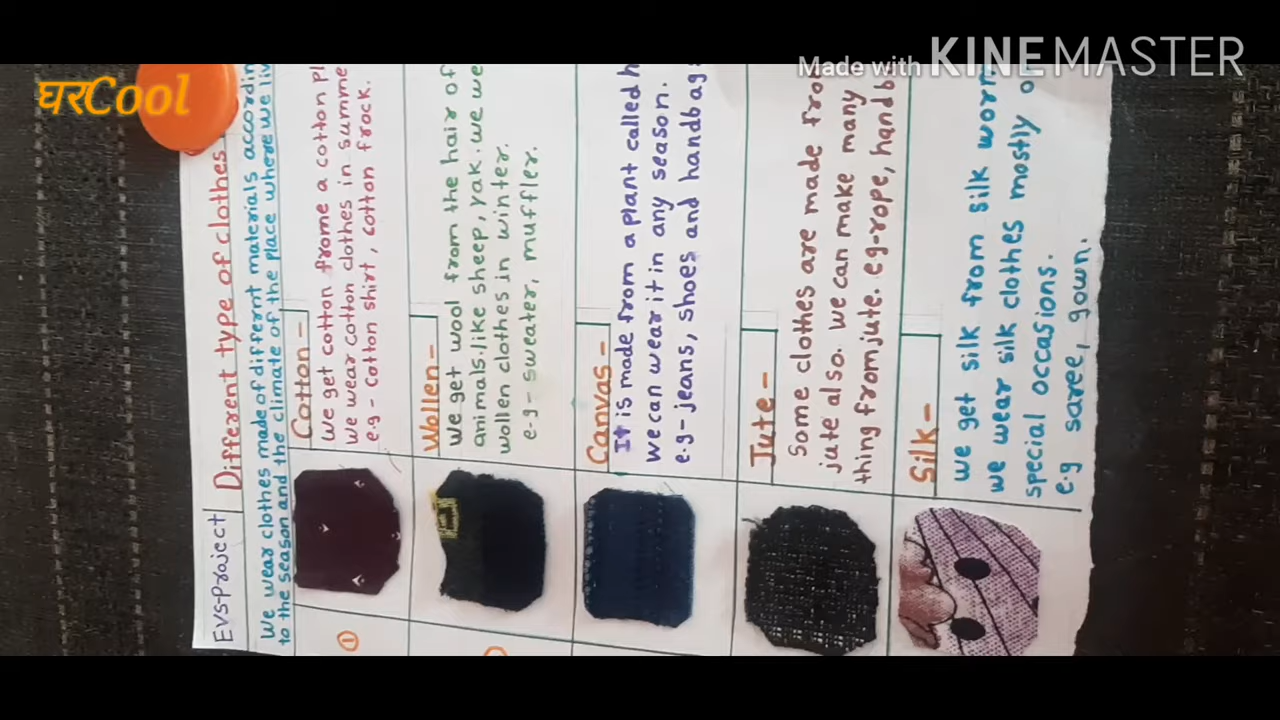 Made with KINEMASTER
घरCool
EVS-Project
Different type of clothes
We wear clothes made of differnt materials accordin
to the season and the climate of the place where we liv
①
Cotton-
We get cotton frome a cotton Pl
we wear cotton clothes in summe
e.g - cotton shirt, cotton frock.
Wollen-
We get wool from the hair of
animals.like sheep, yak. we we
wollen clothes in winter.
e-g-sweater, muffler.
Canvas-
It is made from a plant called h
we can wear it in any season.
e.g-jeans, shoes and handbag
Jute-
Some clothes are made fro
jute also. we can make many
thing fromjute. eg-rope, handb
Silk-
we get silk from silk worm
we wear silk clothes mostly on
special occasions.
e.g saree, gown.